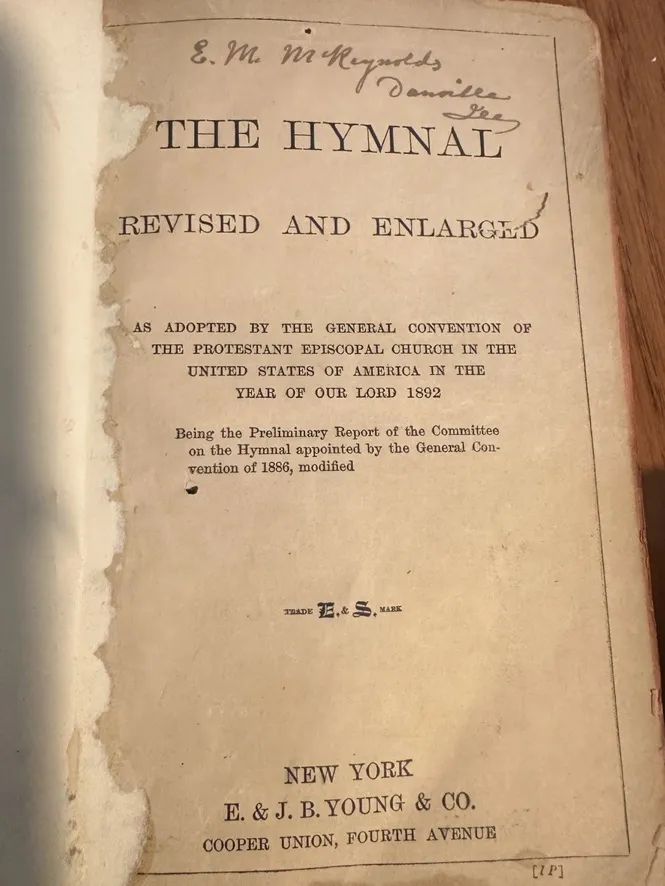 E. M. McReynolds
Danville
THE HYMNAL
REVISED AND ENLARGED
AS ADOPTED BY THE GENERAL CONVENTION OF
THE PROTESTANT EPISCOPAL CHURCH IN THE
UNITED STATES OF AMERICA IN THE
YEAR OF OUR LORD 1892
Being the Preliminary Report of the Committee
on the Hymnal appointed by the General Con-
vention of 1886, modified
TRADE E. & S. MARK
NEW YORK
E. & J. B. YOUNG & CO.
COOPER UNION, FOURTH AVENUE
[1P]